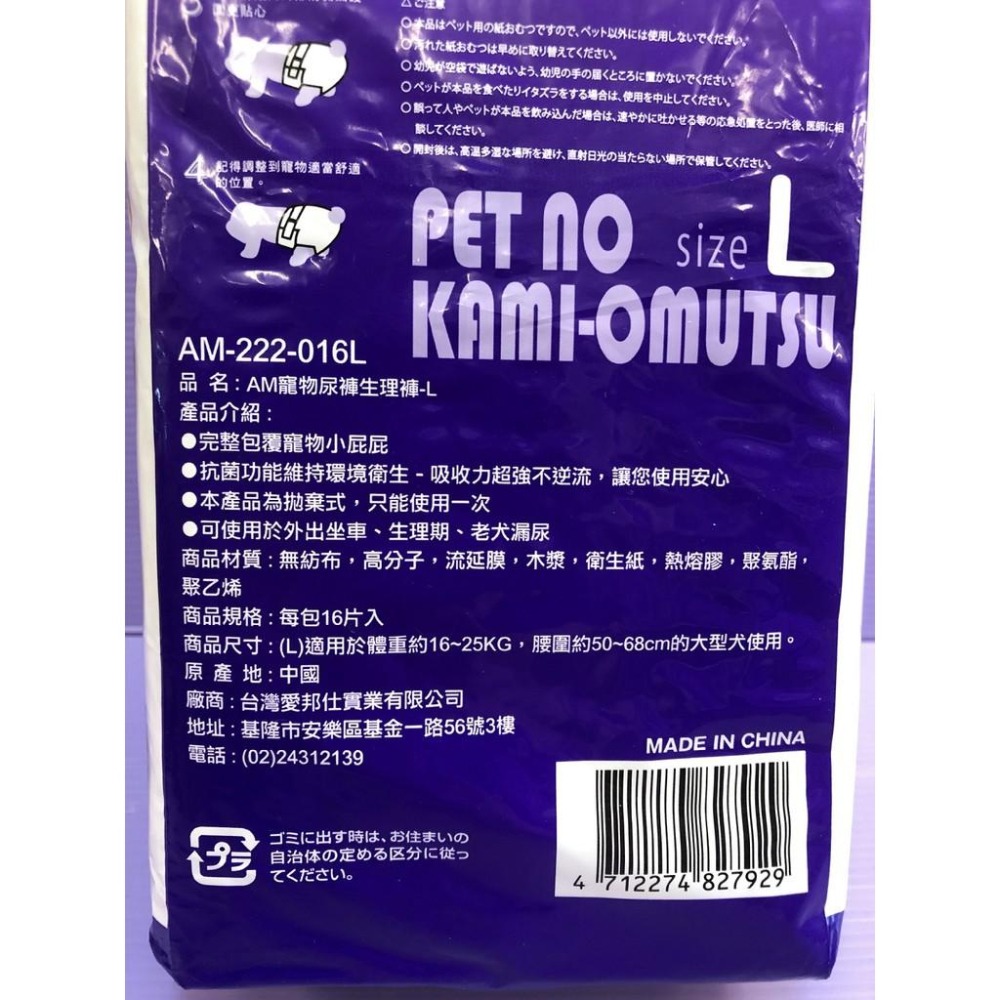 貼心
4 記得調整到寵物適當舒適
的位置。
⚠ご注意
○本品はペット用の紙おむつですので、ペット以外には使用しないでください。
○汚れた紙おむつは早めに取り替えてください。
○幼児が空袋で遊ばないよう、幼児の手の届くところに置かないでください。
○ペットが本品を食べたりイタズラをする場合は、使用を中止してください。
○誤って人やペットが本品を飲み込んだ場合は、速やかに吐かせる等の応急処置をとった後、医師に相
談してください。
○開封後は、高温多湿な場所を避け、直射日光の当たらない場所で保管してください。
PET NO
KAMI-OMUTSU
size L
AM-222-016L
品 名:AM寵物尿褲生理褲-L
產品介紹:
●完整包覆寵物小屁屁
●抗菌功能維持環境衛生-吸收力超強不逆流,讓您使用安心
●本產品為拋棄式,只能使用一次
●可使用於外出坐車、生理期、老犬漏尿
商品材質:無紡布,高分子,流延膜,木漿,衛生紙,熱熔膠,聚氨酯,
聚乙烯
商品規格:每包16片入
商品尺寸:(L)適用於體重約16~25KG,腰圍約50~68cm的大型犬使用。
原 產 地:中國
廠商:台灣愛邦仕實業有限公司
地址:基隆市安樂區基金一路56號3樓
電話:(02)24312139
MADE IN CHINA
プラ
ゴミに出す時は、お住まいの
自治体の定める区分に従っ
てください。
4 712274 827929